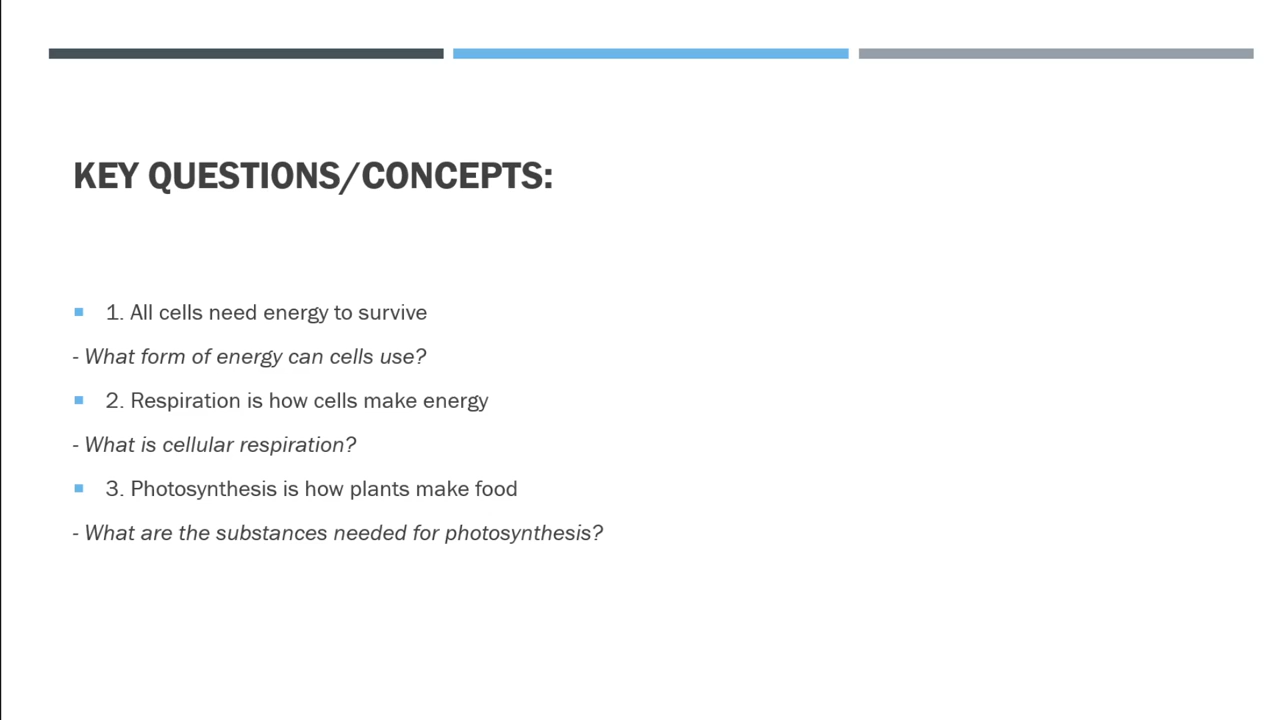 KEY QUESTIONS/CONCEPTS:
1. All cells need energy to survive
- What form of energy can cells use?
2. Respiration is how cells make energy
- What is cellular respiration?
3. Photosynthesis is how plants make food
- What are the substances needed for photosynthesis?